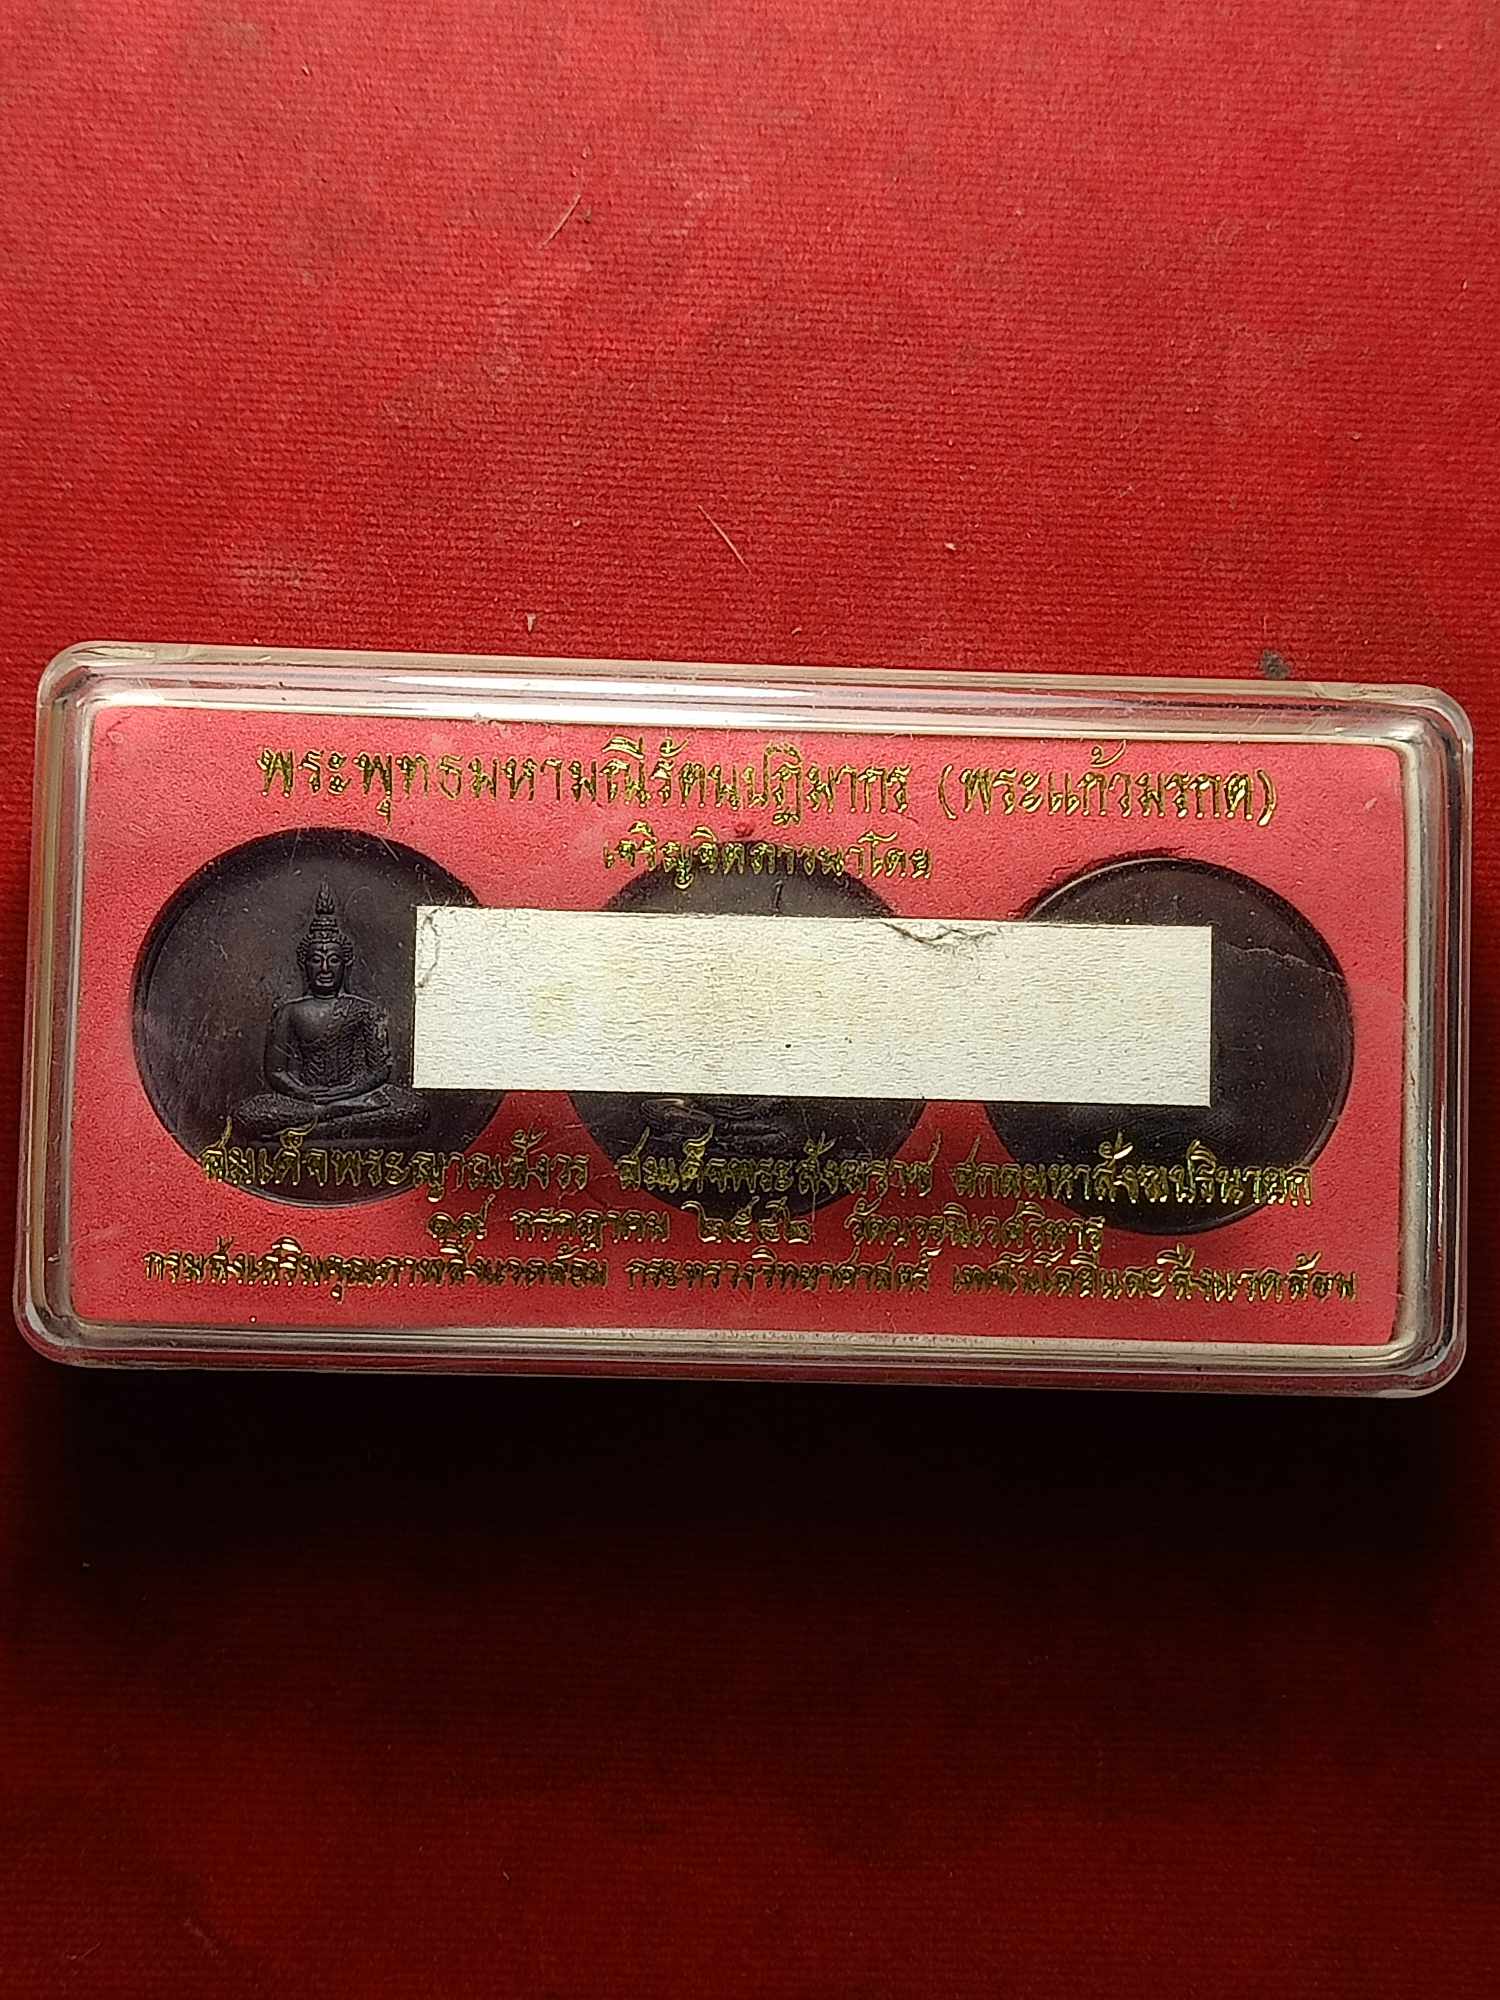 พระพุทธมหามณีรัตนปฏิมากร (พระแก้วมรกต)
เจริญจิตภาวนาโดย
สมเด็จพระญาณสังวร สมเด็จพระสังฆราช สกลมหาสังฆปริณายก
๑๗ กรกฎาคม ๒๕๔๒ วัดบวรนิเวศวิหาร
กรมส่งเสริมคุณภาพสิ่งแวดล้อม กระทรวงวิทยาศาสตร์ เทคโนโลยีและสิ่งแวดล้อม